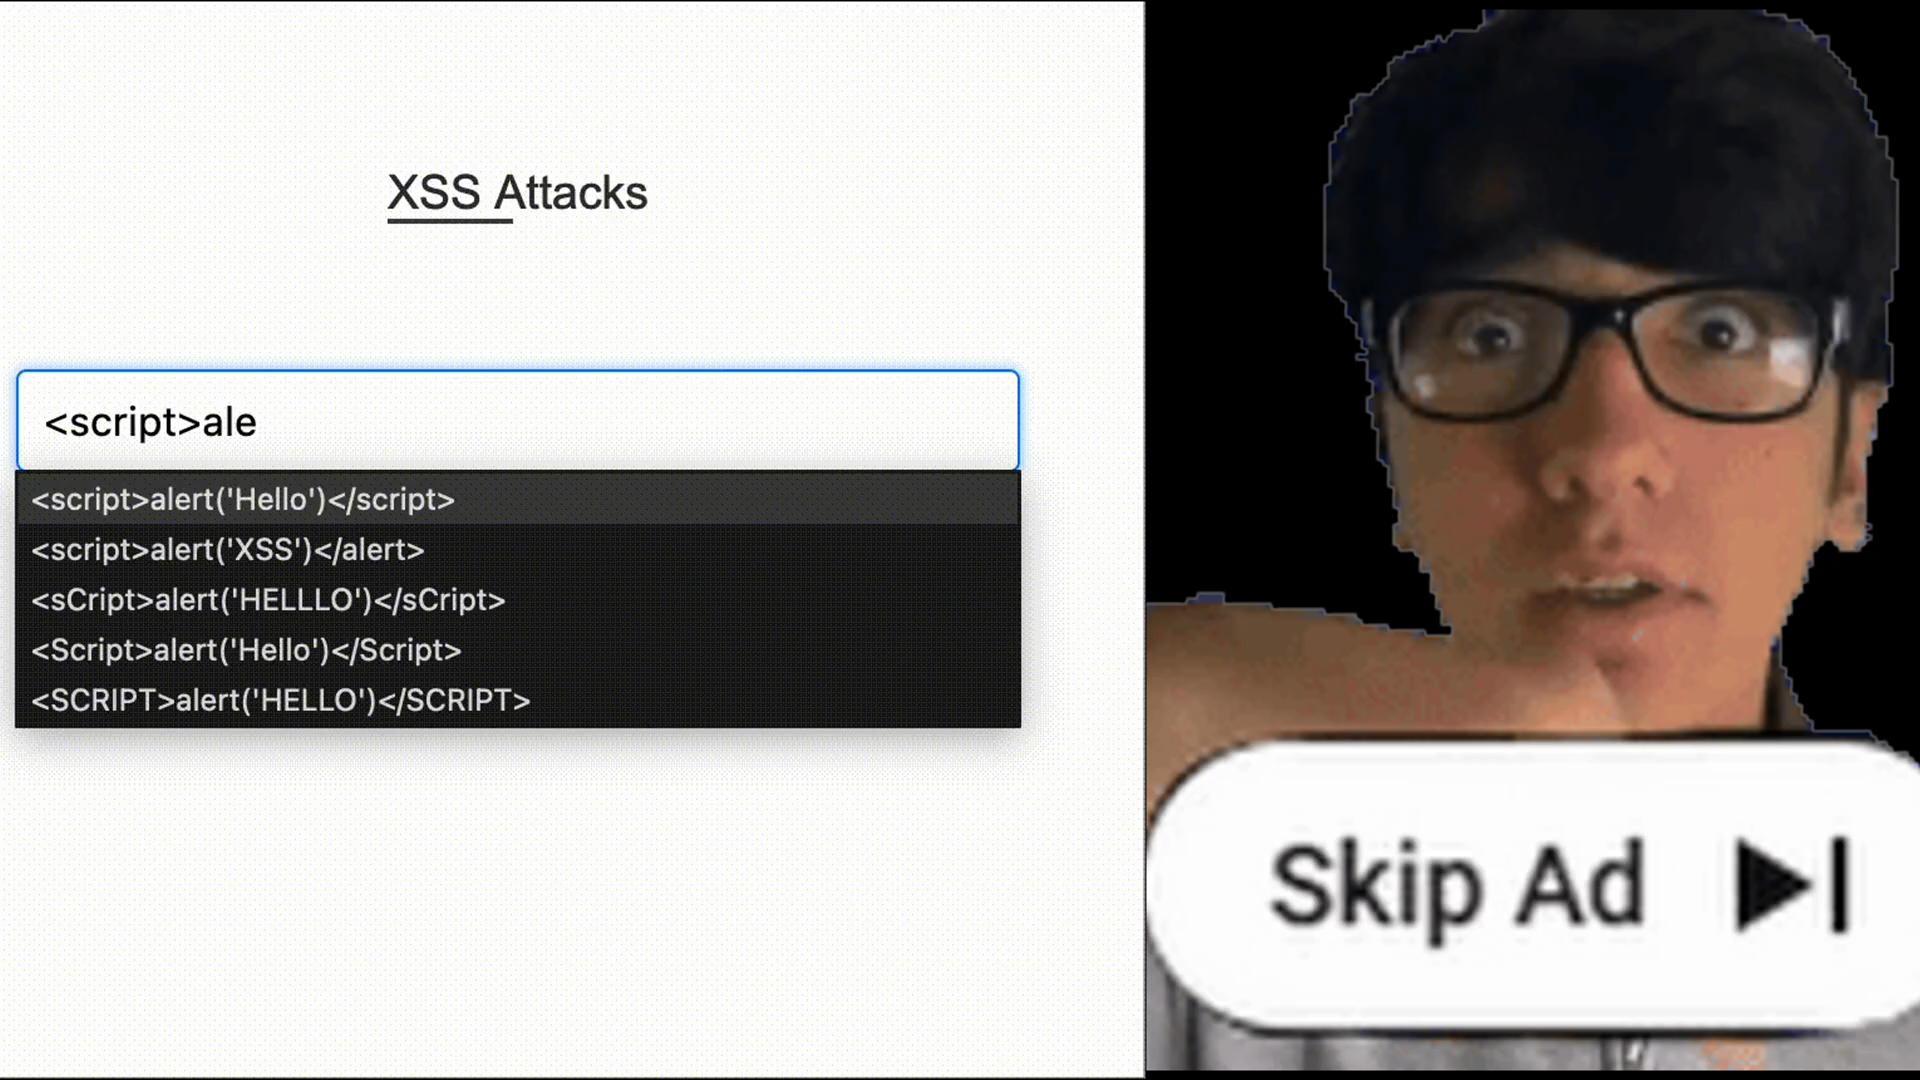 XSS Attacks
<script>ale
<script>alert('Hello')</script>
<script>alert('XSS')</alert>
<sCript>alert('HELLLO')</sCript>
<Script>alert('Hello')</Script>
<SCRIPT>alert('HELLO')</SCRIPT>
Skip Ad